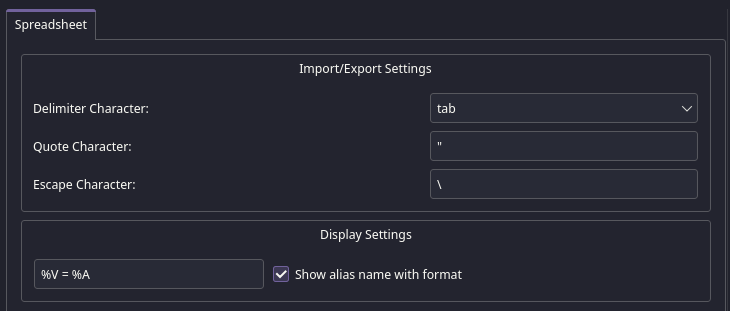 Spreadsheet
Import/Export Settings
Delimiter Character: tab
Quote Character: "
Escape Character: \
Display Settings
%V = %A Show alias name with format